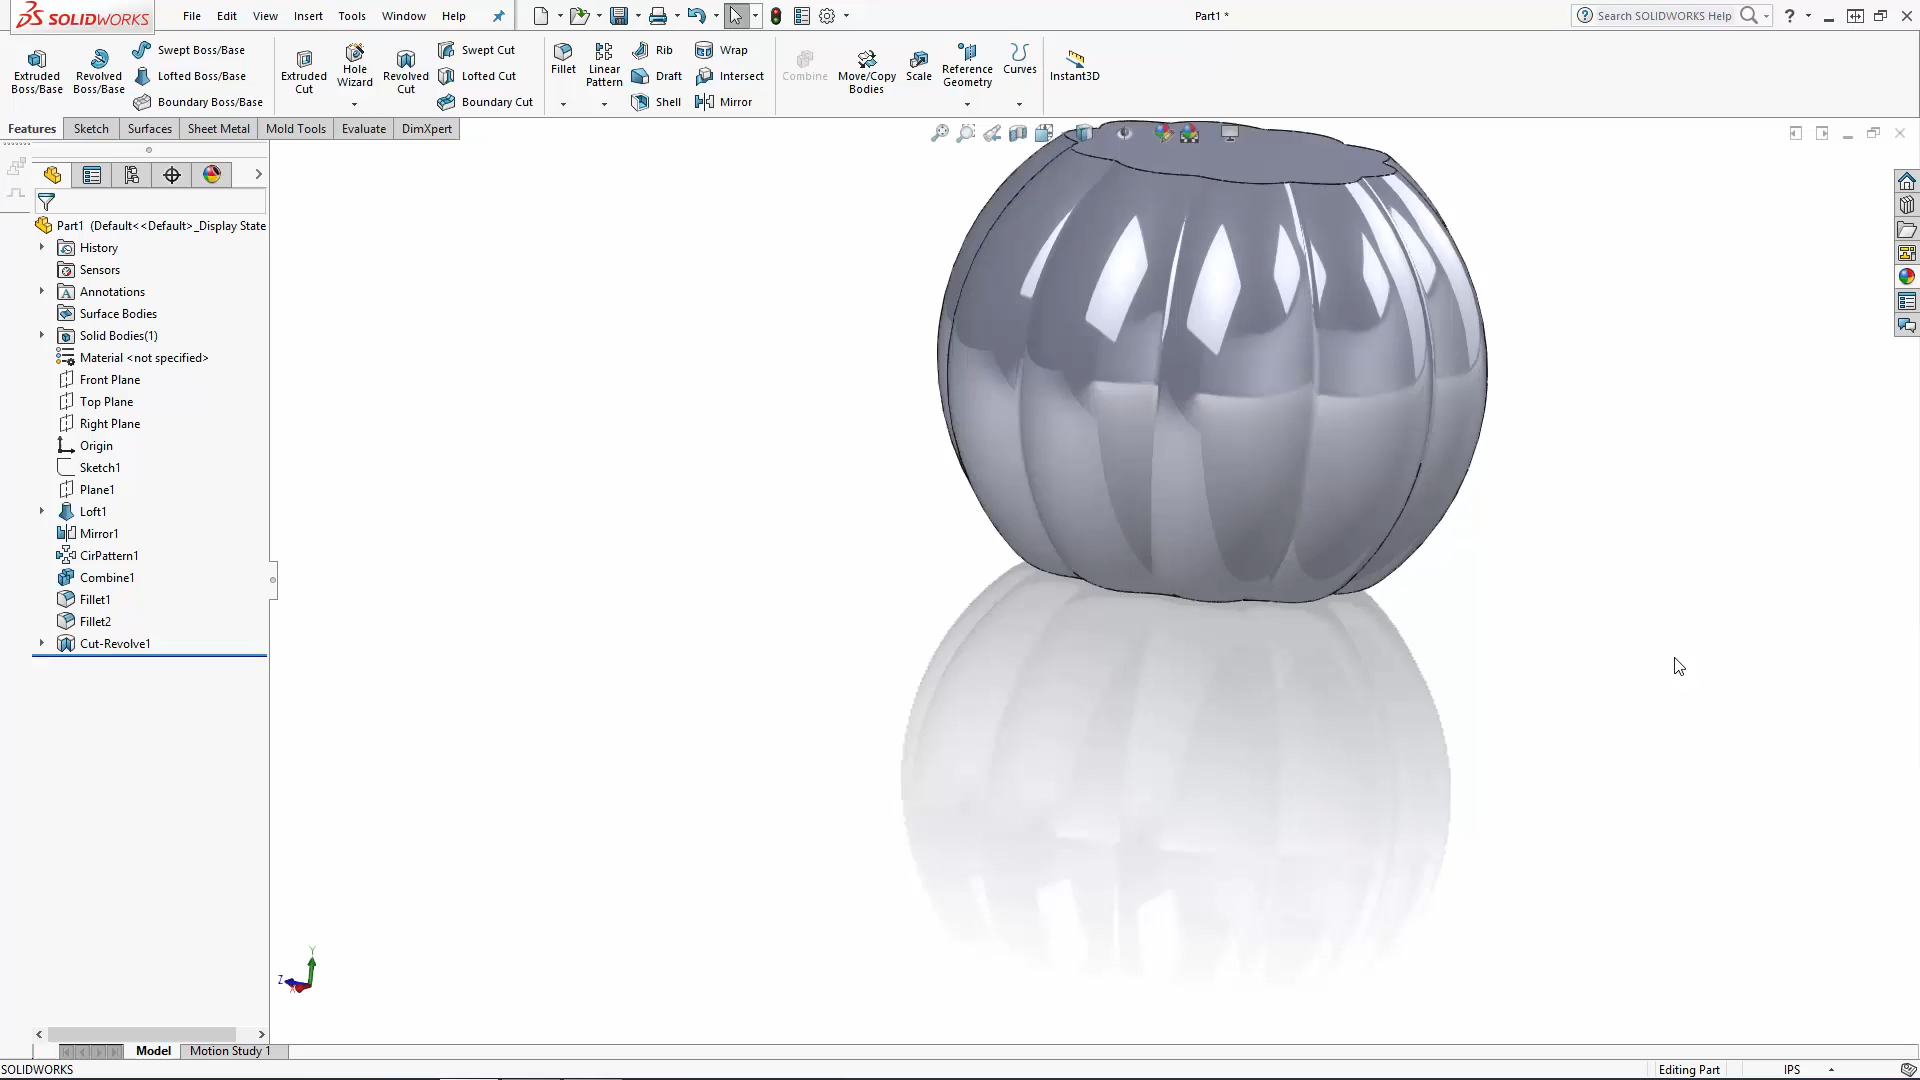 SOLIDWORKS File Edit View Insert Tools Window Help Part1 * Search SOLIDWORKS Help ?
Extruded Boss/Base
Revolved Boss/Base
Swept Boss/Base
Lofted Boss/Base
Boundary Boss/Base
Extruded Cut
Hole Wizard
Revolved Cut
Swept Cut
Lofted Cut
Boundary Cut
Fillet
Linear Pattern
Rib
Draft
Shell
Wrap
Intersect
Mirror
Combine
Move/Copy Bodies
Scale
Reference Geometry
Curves
Instant3D
Features Sketch Surfaces Sheet Metal Mold Tools Evaluate DimXpert
Part1 (Default<<Default>_Display State
History
Sensors
Annotations
Surface Bodies
Solid Bodies(1)
Material <not specified>
Front Plane
Top Plane
Right Plane
Origin
Sketch1
Plane1
Loft1
Mirror1
CirPattern1
Combine1
Fillet1
Fillet2
Cut-Revolve1
Y
Z
X
Model Motion Study 1
SOLIDWORKS Editing Part IPS